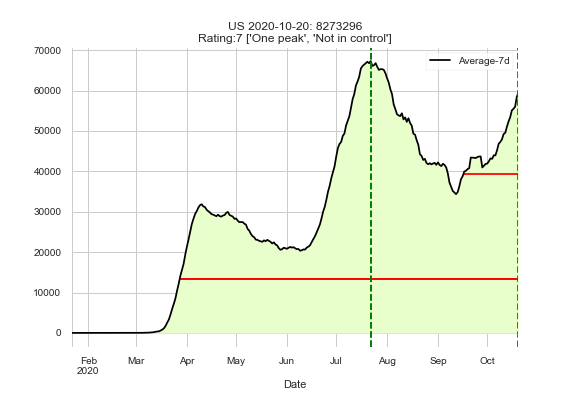 US 2020-10-20: 8273296
Rating:7 ['One peak', 'Not in control']
Average-7d
70000
60000
50000
40000
30000
20000
10000
0
Feb Mar Apr May Jun Jul Aug Sep Oct
2020
Date